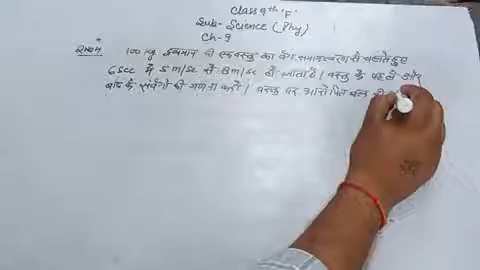 Class 9th 'F'
Sub- Science (Phy)
Ch-9
100 kg द्रव्यमान की एक वस्तु का वेग समान त्वरण से चलते हुए
6 sec में 5 m/sec से 8 m/sec हो जाता है। वस्तु के पहले और
बाद के संवेगों की गणना करो। वस्तु पर आरोपित बल